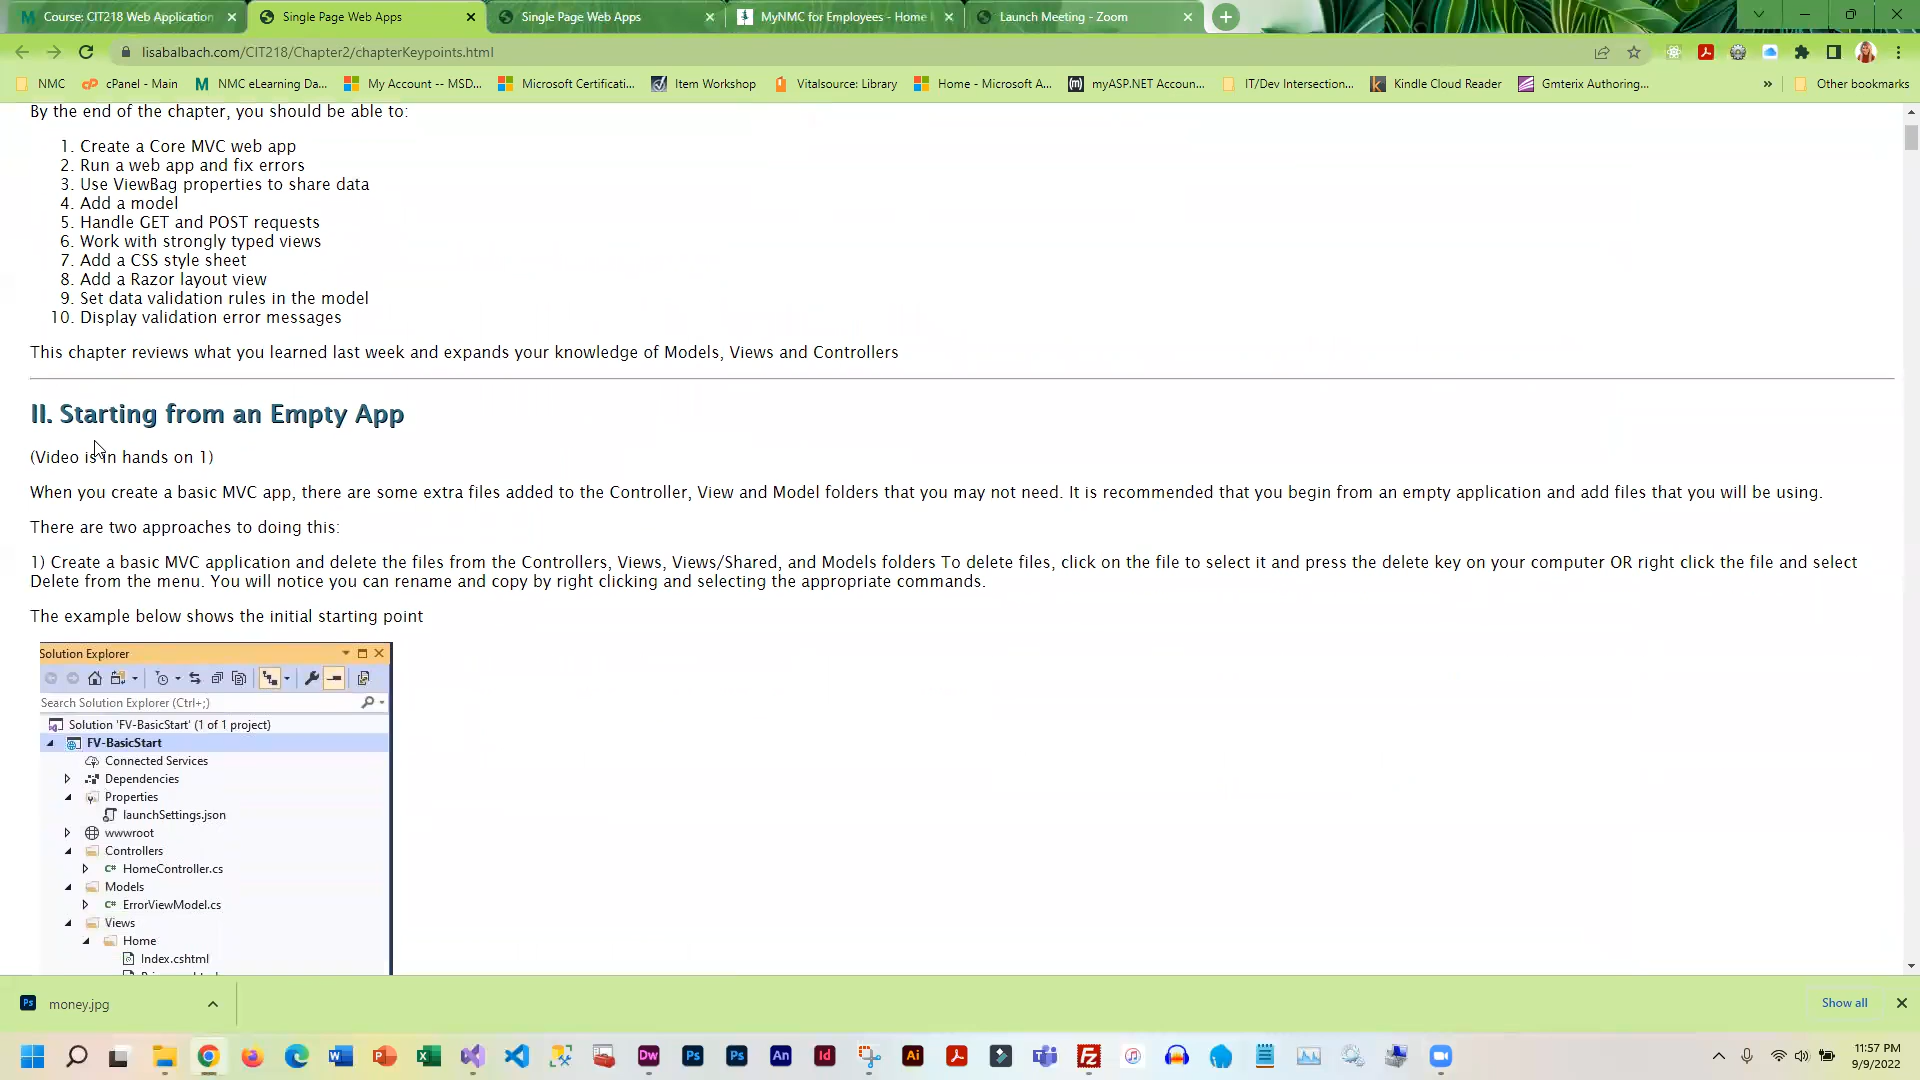 Course: CIT218 Web Application
Single Page Web Apps
Single Page Web Apps
MyNMC for Employees - Home
Launch Meeting - Zoom
lisabalbach.com/CIT218/Chapter2/chapterKeypoints.html
NMC
cPanel - Main
NMC eLearning Da...
My Account -- MSD...
Microsoft Certificati...
Item Workshop
Vitalsource: Library
Home - Microsoft A...
myASP.NET Accoun...
IT/Dev Intersection...
Kindle Cloud Reader
Gmterix Authoring...
»
Other bookmarks
By the end of the chapter, you should be able to:
1. Create a Core MVC web app
2. Run a web app and fix errors
3. Use ViewBag properties to share data
4. Add a model
5. Handle GET and POST requests
6. Work with strongly typed views
7. Add a CSS style sheet
8. Add a Razor layout view
9. Set data validation rules in the model
10. Display validation error messages
This chapter reviews what you learned last week and expands your knowledge of Models, Views and Controllers
II. Starting from an Empty App
(Video is in hands on 1)
When you create a basic MVC app, there are some extra files added to the Controller, View and Model folders that you may not need. It is recommended that you begin from an empty application and add files that you will be using.
There are two approaches to doing this:
1) Create a basic MVC application and delete the files from the Controllers, Views, Views/Shared, and Models folders To delete files, click on the file to select it and press the delete key on your computer OR right click the file and select
Delete from the menu. You will notice you can rename and copy by right clicking and selecting the appropriate commands.
The example below shows the initial starting point
Solution Explorer
Search Solution Explorer (Ctrl+;)
Solution 'FV-BasicStart' (1 of 1 project)
FV-BasicStart
Connected Services
Dependencies
Properties
launchSettings.json
wwwroot
Controllers
C# HomeController.cs
Models
C# ErrorViewModel.cs
Views
Home
Index.cshtml
Ps money.jpg
Show all
Dw
Ps
Ps
An
Id
Ai
Fz
11:57 PM
9/9/2022